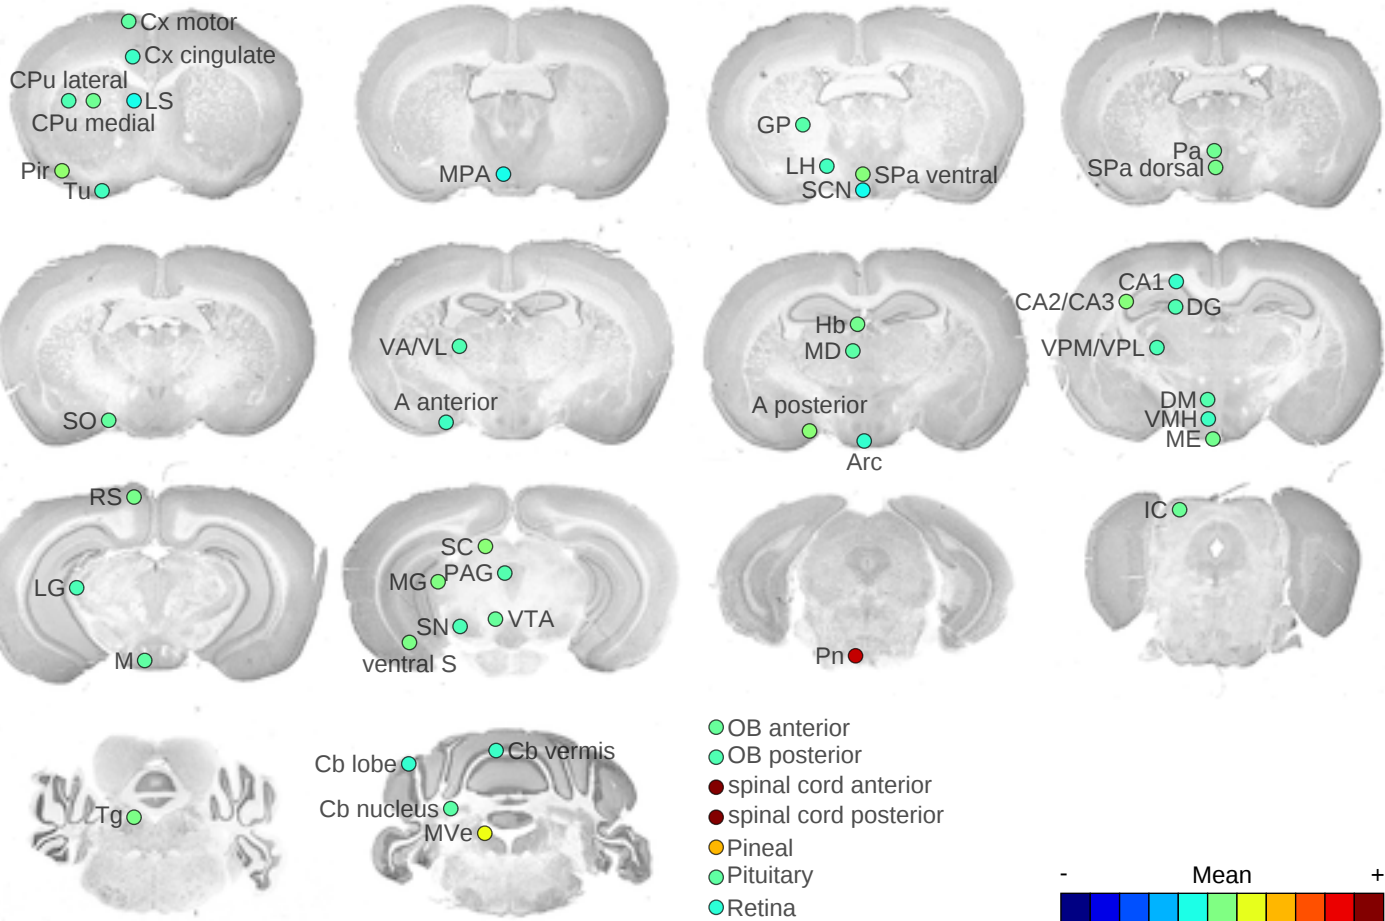 Cx motor
Cx cingulate
CPu lateral
LS
CPu medial
Pir
Tu
MPA
GP
LH
SPa ventral
SCN
Pa
SPa dorsal
SO
VA/VL
A anterior
Hb
MD
A posterior
Arc
CA1
CA2/CA3
DG
VPM/VPL
DM
VMH
ME
RS
LG
M
SC
PAG
MG
VTA
SN
ventral S
Pn
IC
Tg
Cb vermis
Cb lobe
Cb nucleus
MVe
OB anterior
OB posterior
spinal cord anterior
spinal cord posterior
Pineal
Pituitary
Retina
- Mean +